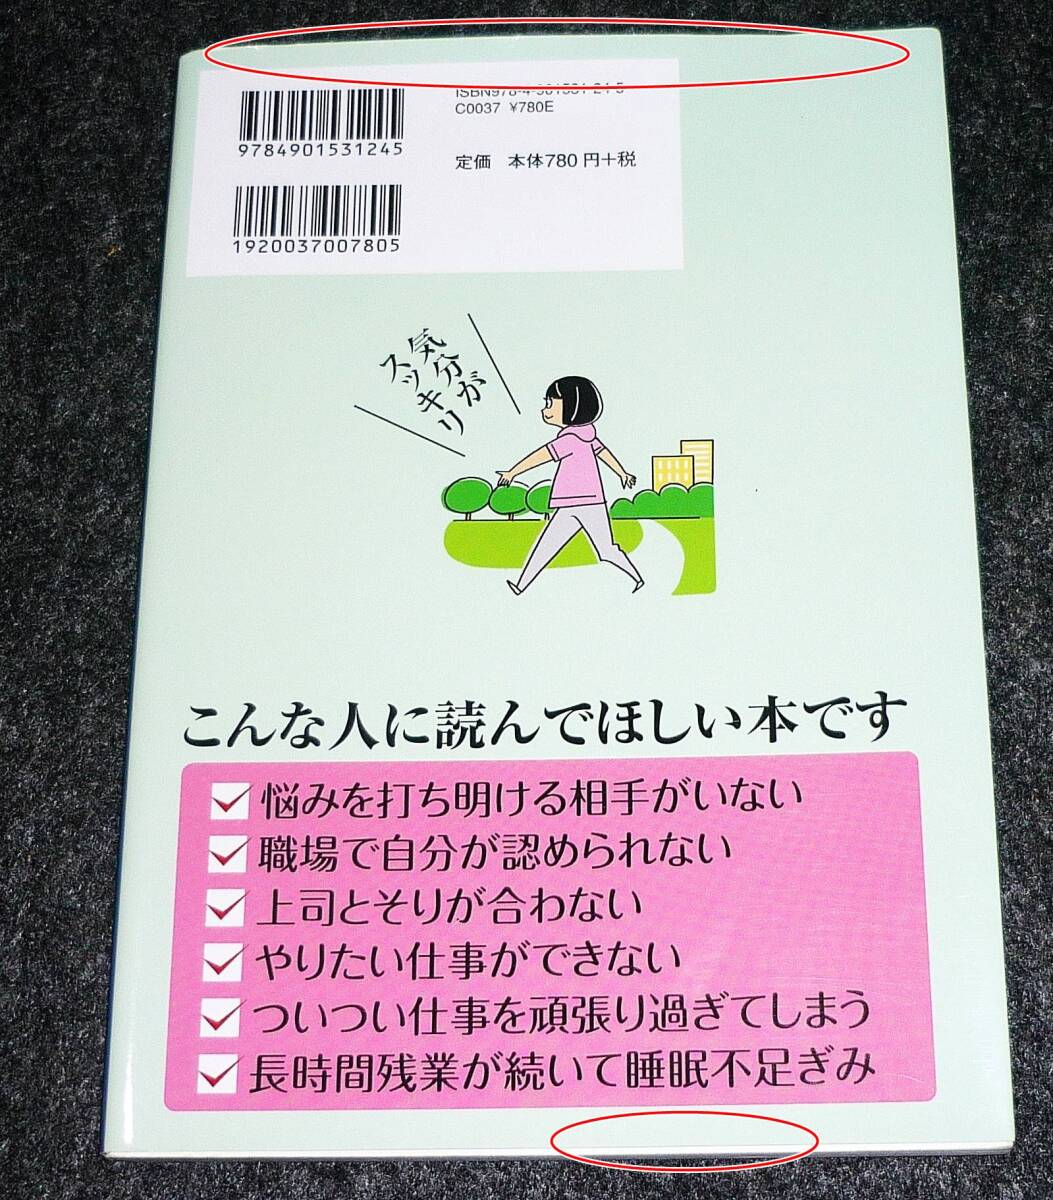 ISBN978-4-901531-24-5
C0037 ¥780E
9784901531245
定価 本体780円+税
1920037007805
気分が
スッキリ
こんな人に読んでほしい本です
悩みを打ち明ける相手がいない
職場で自分が認められない
上司とそりが合わない
やりたい仕事ができない
ついつい仕事を頑張り過ぎてしまう
長時間残業が続いて睡眠不足ぎみ